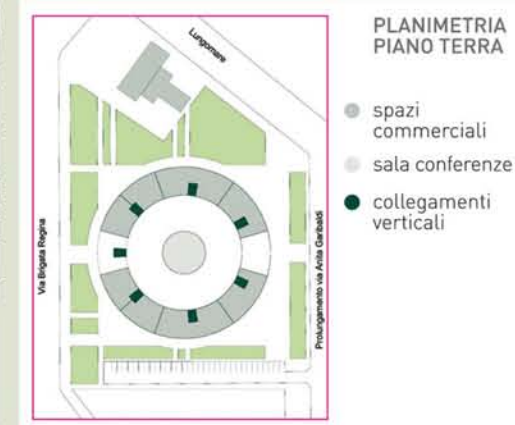 PLANIMETRIA
PIANO TERRA
Lungomare
spazi
commerciali
sala conferenze
collegamenti
verticali
Via Brigata Regina
Prolungamento via Anita Garibaldi